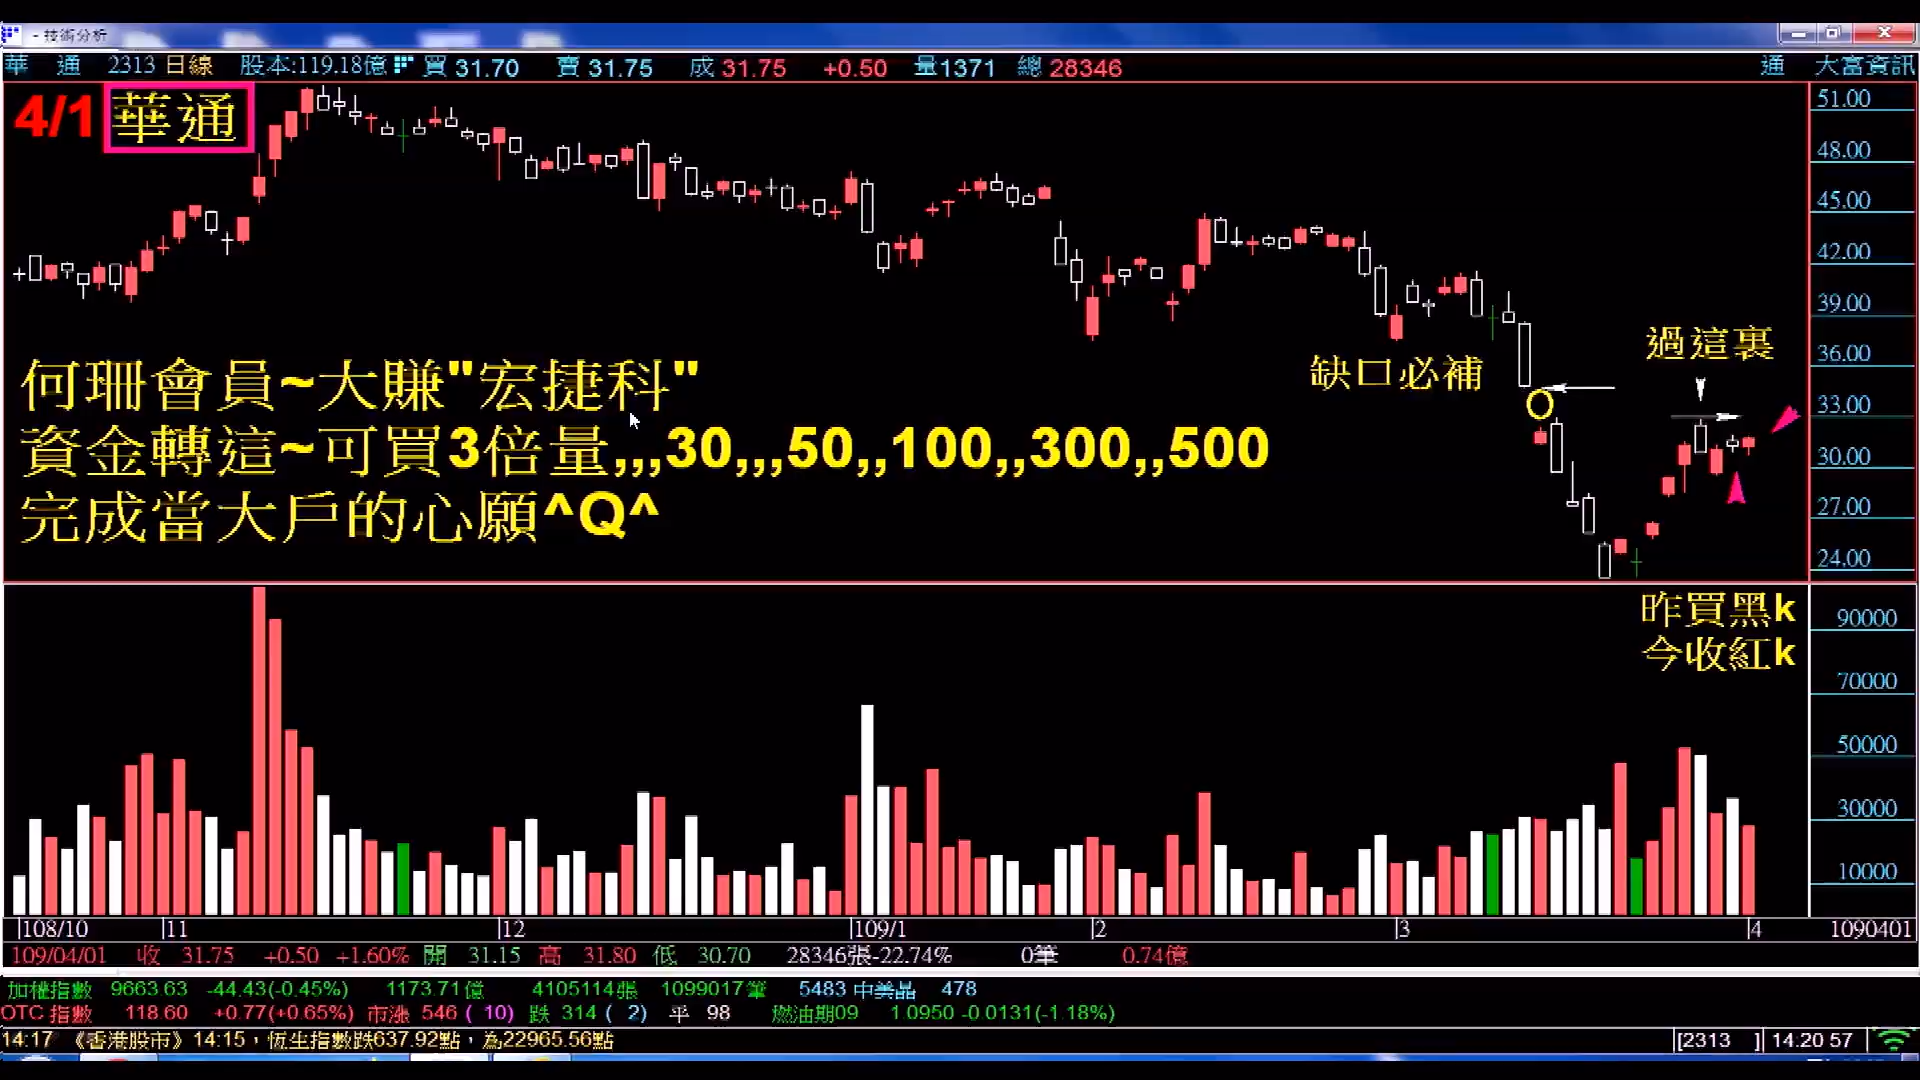 - 技術分析
華 通 2313 日線 股本:119.18億 買 31.70 賣 31.75 成 31.75 +0.50 量1371 總 28346 通 大富資訊
4/1 華通
51.00
48.00
45.00
42.00
39.00
36.00
33.00
30.00
27.00
24.00
過這裏
缺口必補
何珊會員~大賺"宏捷科"
資金轉這~可買3倍量,,,30,,,50,,100,,300,,500
完成當大戶的心願^Q^
昨買黑k
今收紅k
90000
70000
50000
30000
10000
108/10 11 12 109/1 2 3 4 1090401
109/04/01 收 31.75 +0.50 +1.60% 開 31.15 高 31.80 低 30.70 28346張-22.74% 0筆 0.74億
加權指數 9663.63 -44.43(-0.45%) 1173.71億 4105114張 1099017筆 5483 中美晶 478
OTC 指數 118.60 +0.77(+0.65%) 市漲 546 ( 10) 跌 314 ( 2) 平 98 燃油期09 1.0950 -0.0131(-1.18%)
14:17 《香港股市》14:15，恆生指數跌637.92點，為22965.56點 [2313 ] 14.20 57